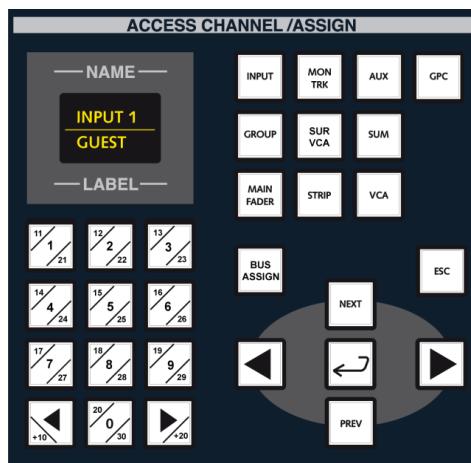 ACCESS CHANNEL /ASSIGN
NAME
INPUT 1
GUEST
LABEL
INPUT
MON
TRK
AUX
GPC
GROUP
SUR
VCA
SUM
MAIN
FADER
STRIP
VCA
11 1 21
12 2 22
13 3 23
14 4 24
15 5 25
16 6 26
17 7 27
18 8 28
19 9 29
+10
20 0 30
+20
BUS
ASSIGN
ESC
NEXT
PREV